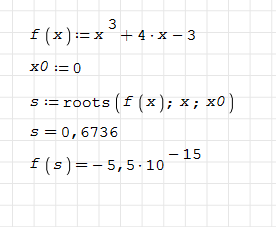 f(x):=x³+4·x−3
x0:=0
s:=roots(f(x); x; x0)
s=0,6736
f(s)=−5,5·10⁻¹⁵